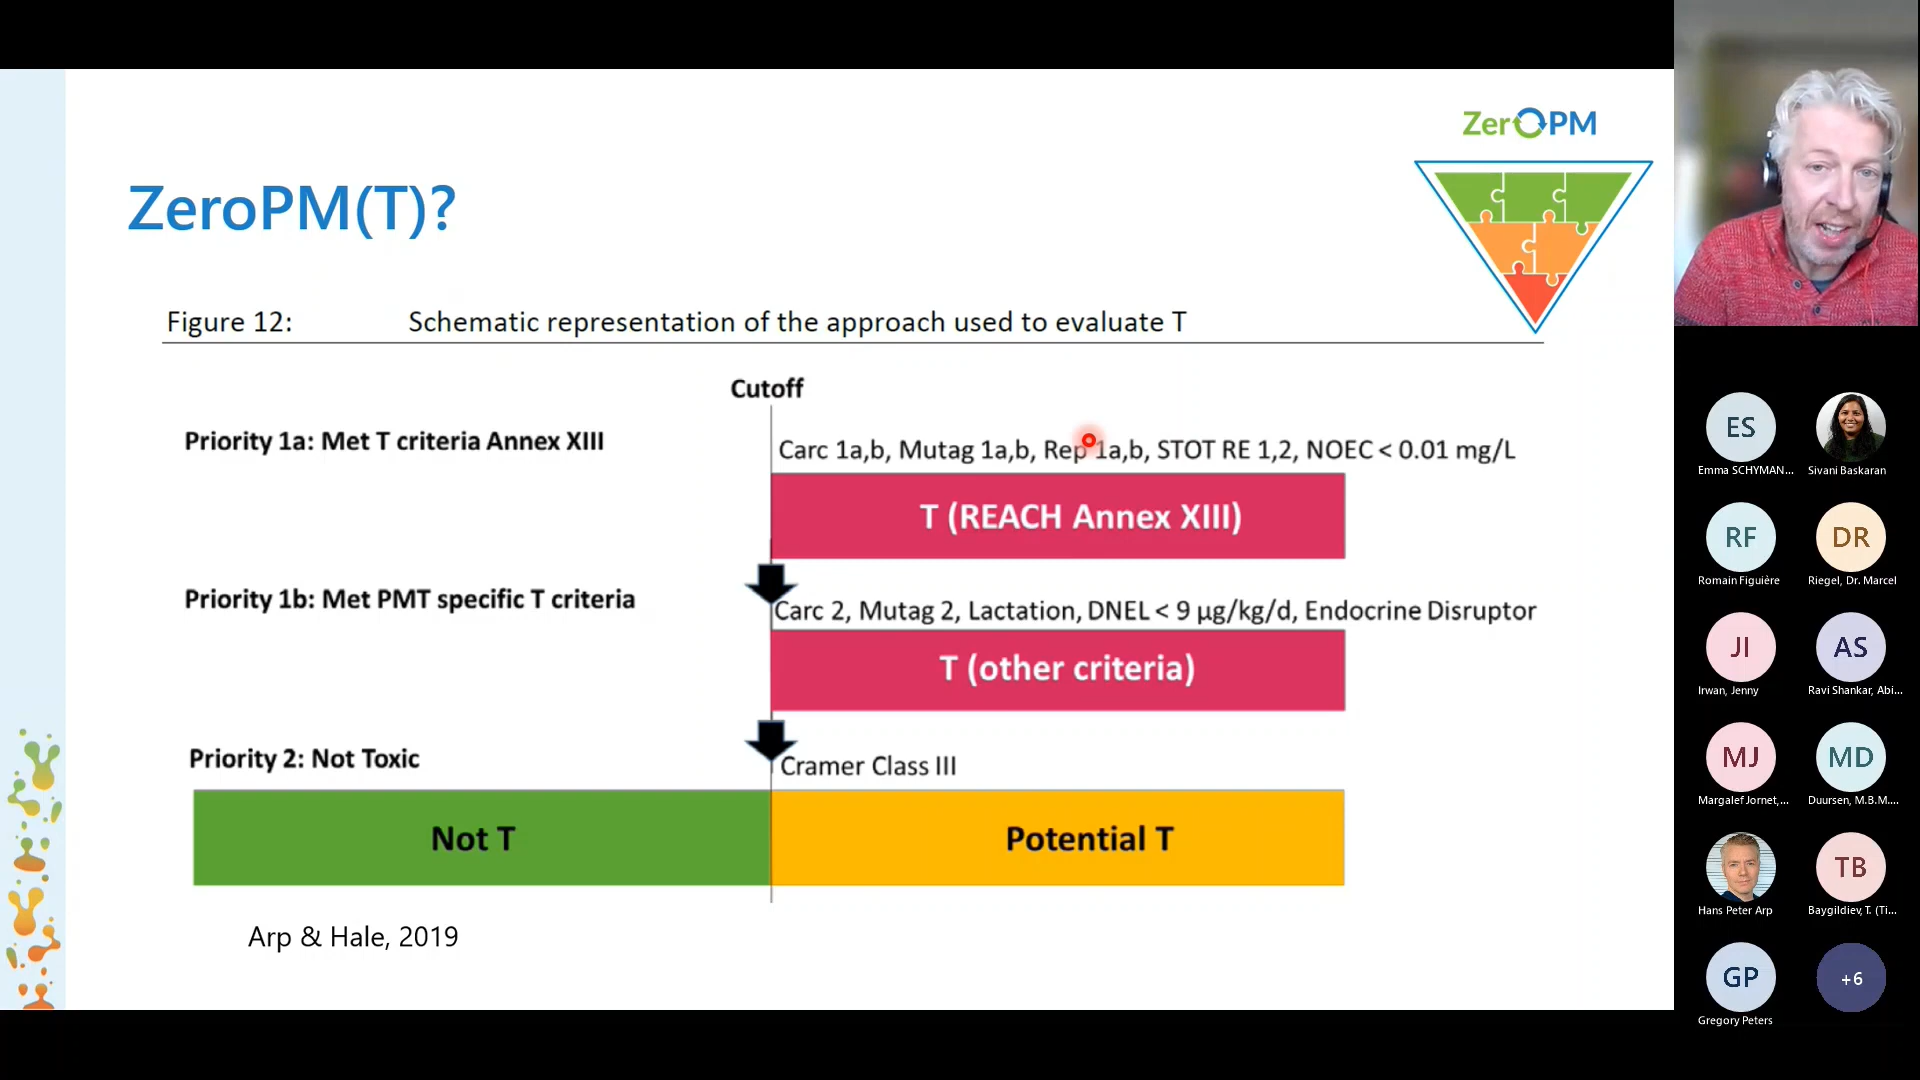 ZeroPM
ZeroPM(T)?
Figure 12: Schematic representation of the approach used to evaluate T
Cutoff
Priority 1a: Met T criteria Annex XIII
Carc 1a,b, Mutag 1a,b, Rep 1a,b, STOT RE 1,2, NOEC < 0.01 mg/L
T (REACH Annex XIII)
Priority 1b: Met PMT specific T criteria
Carc 2, Mutag 2, Lactation, DNEL < 9 µg/kg/d, Endocrine Disruptor
T (other criteria)
Priority 2: Not Toxic
Cramer Class III
Not T
Potential T
Arp & Hale, 2019
ES
Emma SCHYMAN...
Sivani Baskaran
RF
Romain Figuière
DR
Riegel, Dr. Marcel
JI
Irwan, Jenny
AS
Ravi Shankar, Abi...
MJ
Margalef Jornet,...
MD
Duursen, M.B.M....
Hans Peter Arp
TB
Baygildiev, T. (Ti...
GP
Gregory Peters
+6